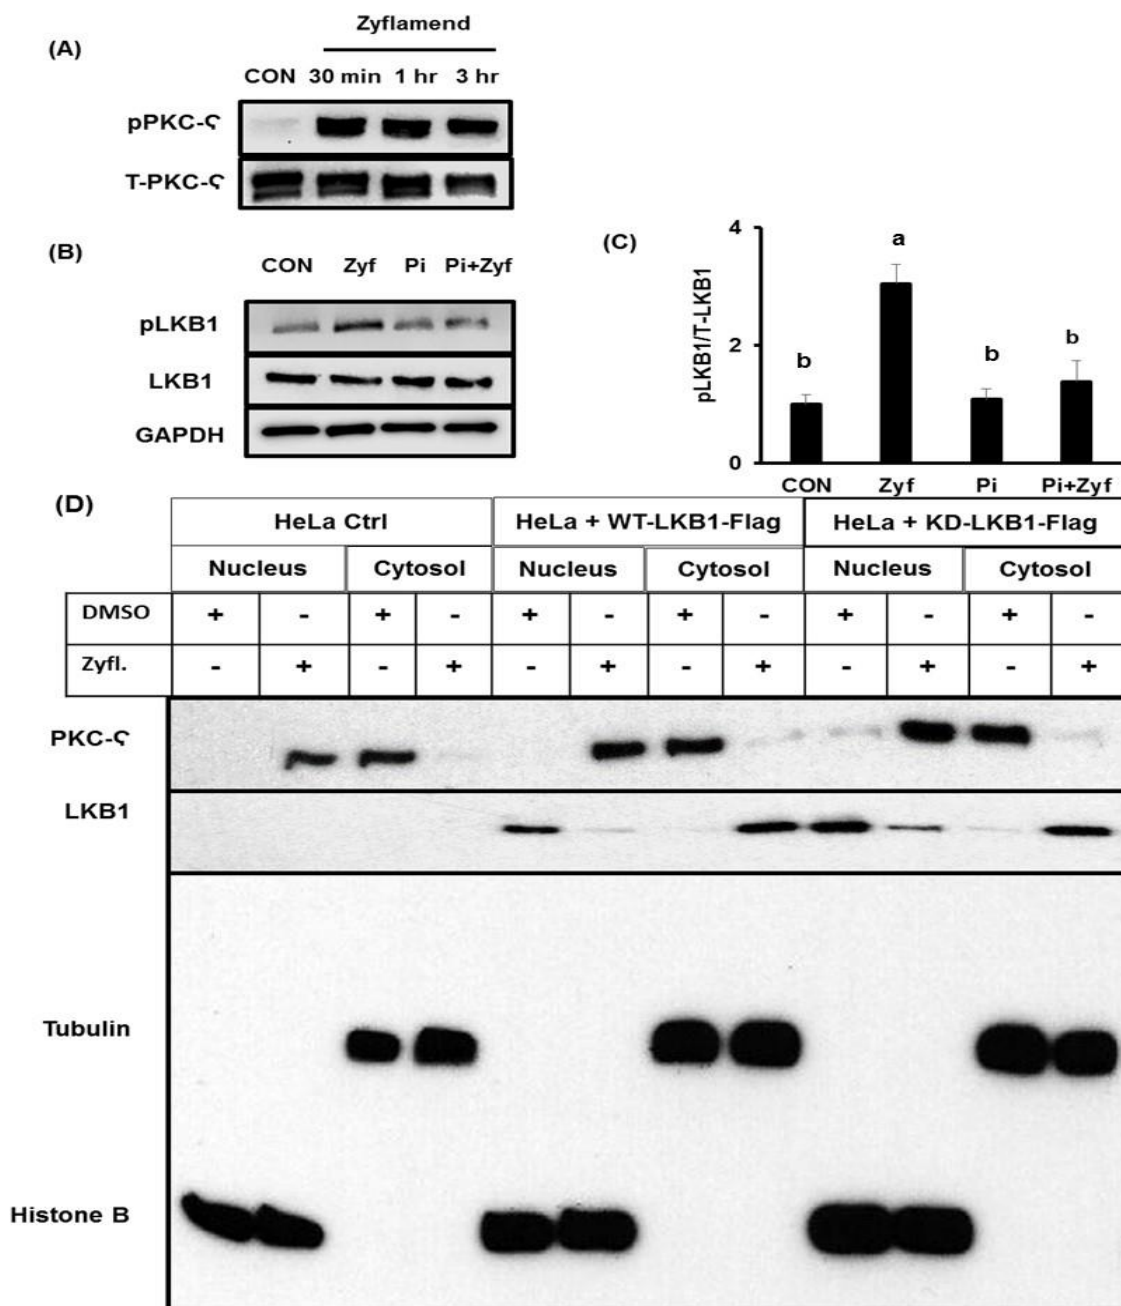 (A)
Zyflamend
CON 30 min 1 hr 3 hr
pPKC-ς
T-PKC-ς
(B)
CON Zyf Pi Pi+Zyf
pLKB1
LKB1
GAPDH
(C)
pLKB1/T-LKB1
4
2
0
a
b
b
b
CON Zyf Pi Pi+Zyf
(D)
HeLa Ctrl HeLa + WT-LKB1-Flag HeLa + KD-LKB1-Flag
Nucleus Cytosol Nucleus Cytosol Nucleus Cytosol
DMSO + - + - + - + - + - + -
Zyfl. - + - + - + - + - + - +
PKC-ς
LKB1
Tubulin
Histone B